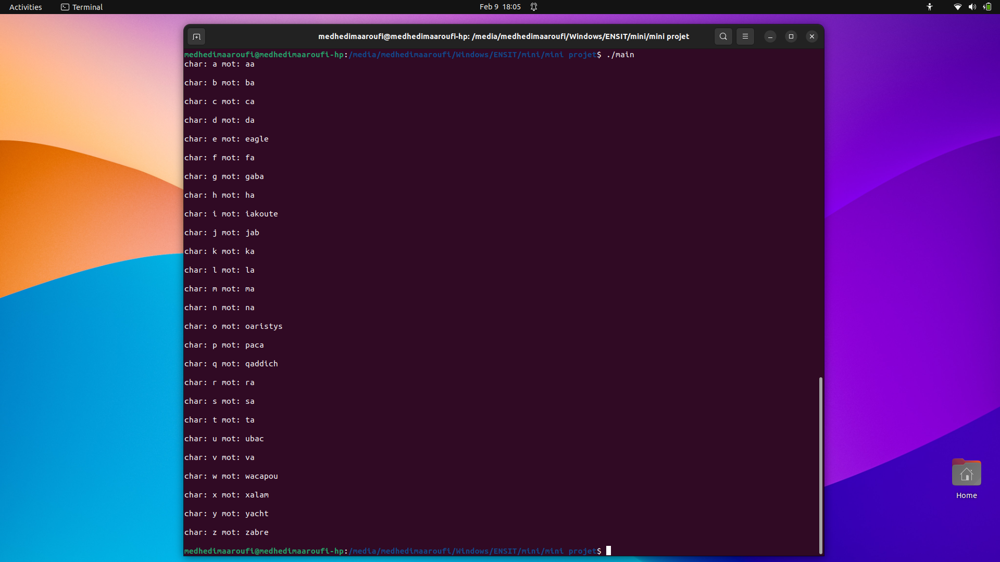 Activities
Terminal
Feb 9 18:05
medhedimaaroufi@medhedimaaroufi-hp: /media/medhedimaaroufi/Windows/ENSIT/mini/mini projet
medhedimaaroufi@medhedimaaroufi-hp:/media/medhedimaaroufi/Windows/ENSIT/mini/mini projet$ ./main
char: a mot: aa
char: b mot: ba
char: c mot: ca
char: d mot: da
char: e mot: eagle
char: f mot: fa
char: g mot: gaba
char: h mot: ha
char: i mot: iakoute
char: j mot: jab
char: k mot: ka
char: l mot: la
char: m mot: ma
char: n mot: na
char: o mot: oaristys
char: p mot: paca
char: q mot: qaddich
char: r mot: ra
char: s mot: sa
char: t mot: ta
char: u mot: ubac
char: v mot: va
char: w mot: wacapou
char: x mot: xalam
char: y mot: yacht
char: z mot: zabre
medhedimaaroufi@medhedimaaroufi-hp:/media/medhedimaaroufi/Windows/ENSIT/mini/mini projet$
Home